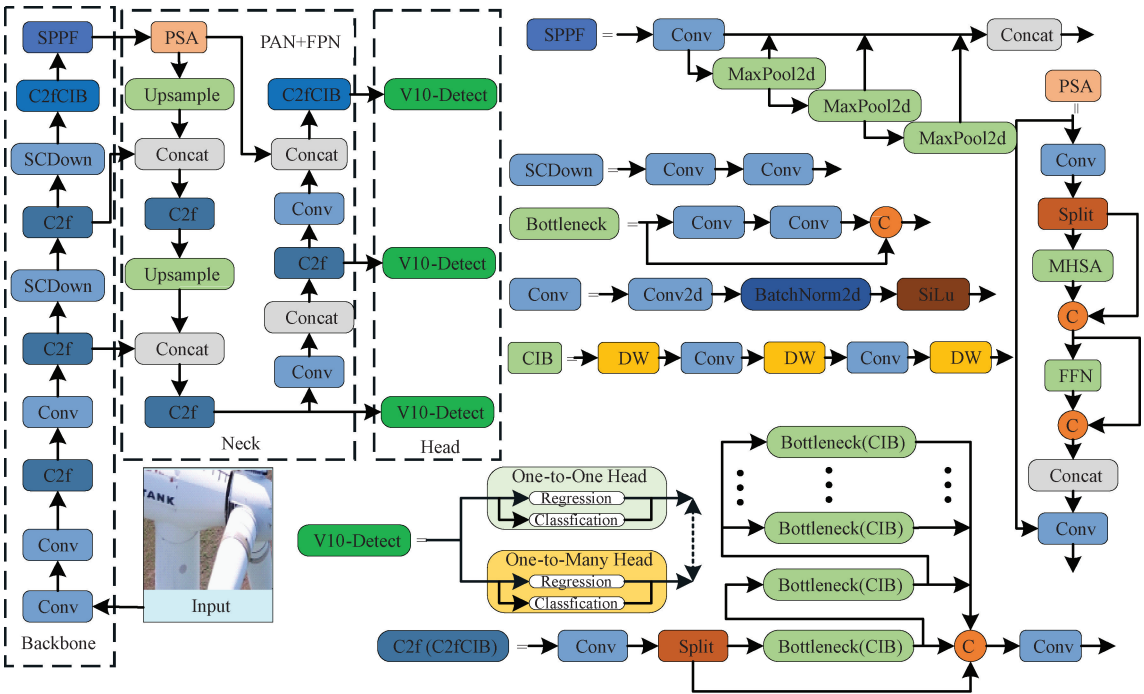 SPPF
C2fCIB
SCDown
C2f
SCDown
C2f
Conv
C2f
Conv
Conv
Backbone
PSA
Upsample
Concat
C2f
Upsample
Concat
C2f
PAN+FPN
C2fCIB
Concat
Conv
C2f
Concat
Conv
Neck
V10-Detect
V10-Detect
V10-Detect
Head
TANK
Input
SPPF = Conv Concat
MaxPool2d
MaxPool2d
MaxPool2d
SCDown = Conv Conv
Bottleneck = Conv Conv C
Conv = Conv2d BatchNorm2d SiLu
CIB = DW Conv DW Conv DW
PSA
=
Conv
Split
MHSA
C
FFN
C
Concat
Conv
V10-Detect =
One-to-One Head
Regression
Classfication
One-to-Many Head
Regression
Classfication
Bottleneck(CIB)
Bottleneck(CIB)
Bottleneck(CIB)
C2f (C2fCIB) = Conv Split Bottleneck(CIB) C Conv